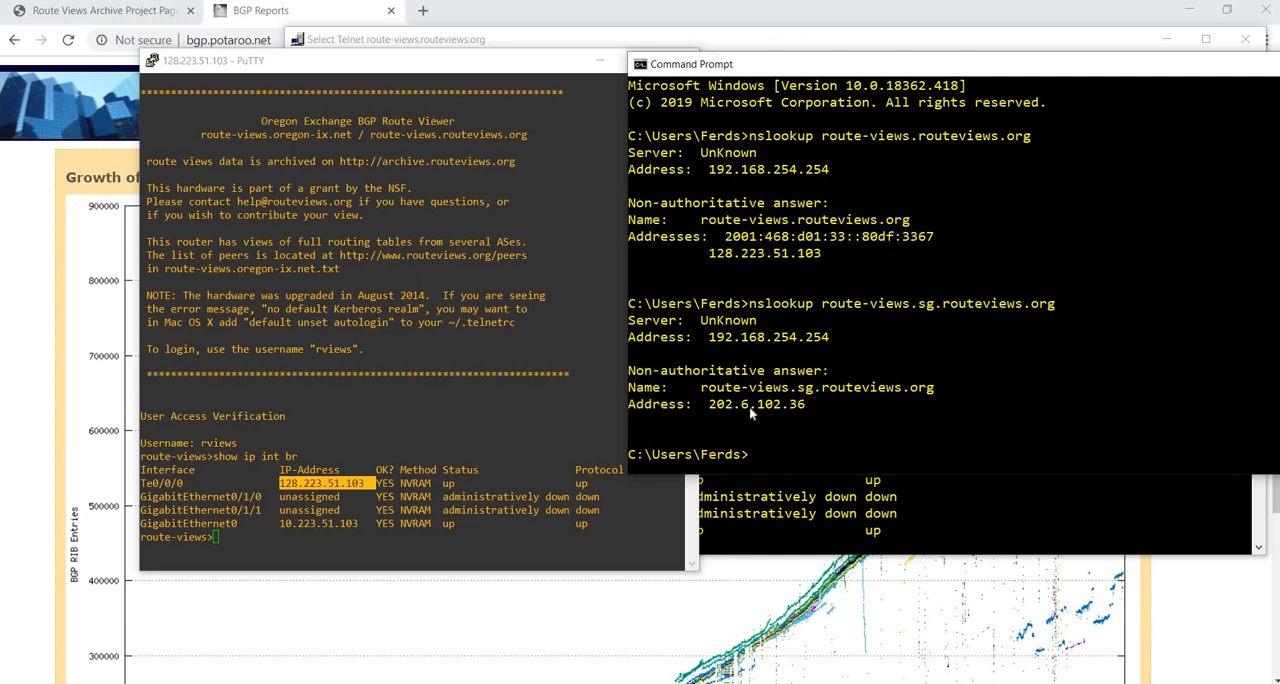 Route Views Archive Project Page
BGP Reports
Not secure | bgp.potaroo.net
Select Telnet route-views.routeviews.org
128.223.51.103 - PuTTY
**********************************************************************
Oregon Exchange BGP Route Viewer
route-views.oregon-ix.net / route-views.routeviews.org
route views data is archived on http://archive.routeviews.org
This hardware is part of a grant by the NSF.
Please contact help@routeviews.org if you have questions, or
if you wish to contribute your view.
This router has views of full routing tables from several ASes.
The list of peers is located at http://www.routeviews.org/peers
in route-views.oregon-ix.net.txt
NOTE: The hardware was upgraded in August 2014.  If you are seeing
the error message, "no default Kerberos realm", you may want to
in Mac OS X add "default unset autologin" to your ~/.telnetrc
To login, use the username "rviews".
**********************************************************************
User Access Verification
Username: rviews
route-views>show ip int br
Interface IP-Address OK? Method Status Protocol
Te0/0/0 128.223.51.103 YES NVRAM up up
GigabitEthernet0/1/0 unassigned YES NVRAM administratively down down
GigabitEthernet0/1/1 unassigned YES NVRAM administratively down down
GigabitEthernet0 10.223.51.103 YES NVRAM up up
route-views>
Command Prompt
Microsoft Windows [Version 10.0.18362.418]
(c) 2019 Microsoft Corporation. All rights reserved.
C:\Users\Ferds>nslookup route-views.routeviews.org
Server:  UnKnown
Address:  192.168.254.254
Non-authoritative answer:
Name:    route-views.routeviews.org
Addresses:  2001:468:d01:33::80df:3367
128.223.51.103
C:\Users\Ferds>nslookup route-views.sg.routeviews.org
Server:  UnKnown
Address:  192.168.254.254
Non-authoritative answer:
Name:    route-views.sg.routeviews.org
Address:  202.6.102.36
C:\Users\Ferds>
up
dministratively down down
dministratively down down
up
Growth of
900000
800000
700000
600000
500000
400000
300000
BGP RIB Entries